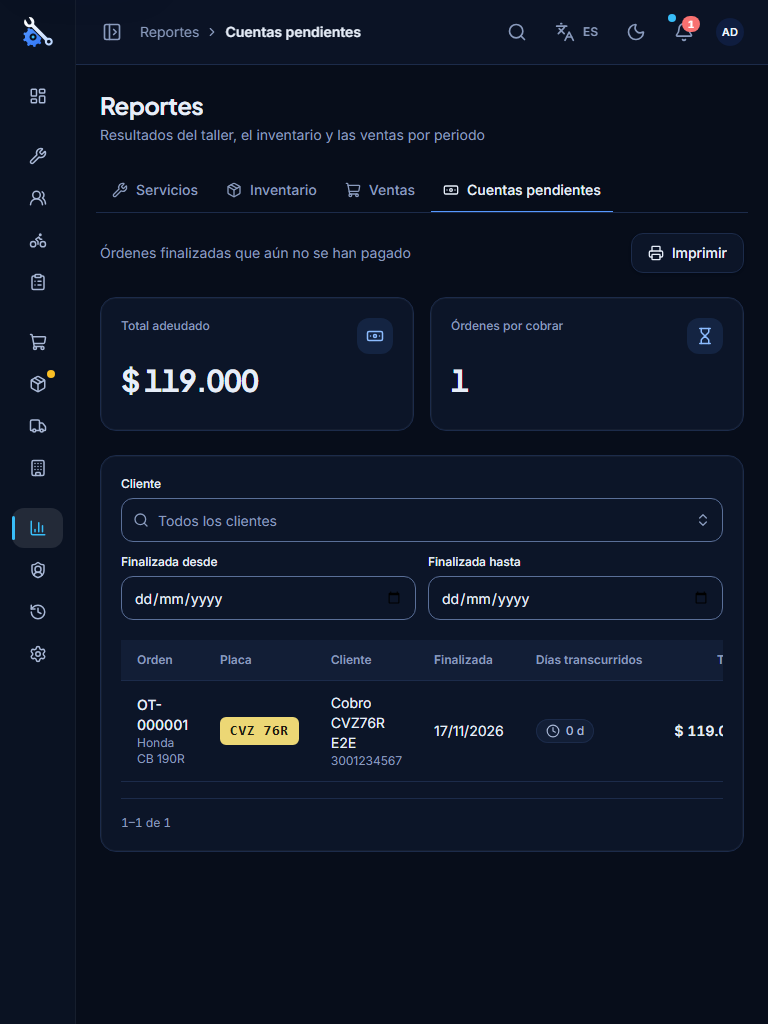 Reportes > Cuentas pendientes
ES
1
AD
Reportes
Resultados del taller, el inventario y las ventas por periodo
Servicios
Inventario
Ventas
Cuentas pendientes
Órdenes finalizadas que aún no se han pagado
Imprimir
Total adeudado
$ 119.000
Órdenes por cobrar
1
Cliente
Todos los clientes
Finalizada desde
Finalizada hasta
dd/mm/yyyy
dd/mm/yyyy
Orden
Placa
Cliente
Finalizada
Días transcurridos
OT-
000001
Honda
CB 190R
CVZ 76R
Cobro
CVZ76R
E2E
3001234567
17/11/2026
0 d
$ 119.0
1–1 de 1